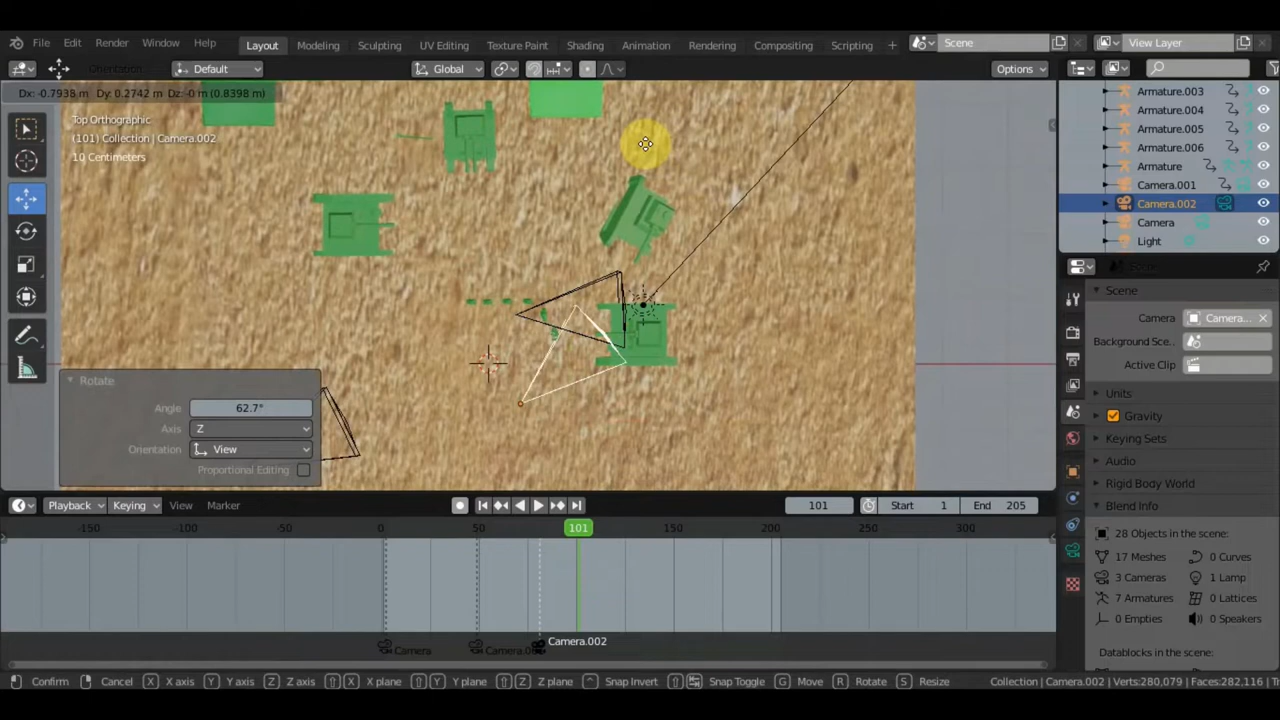 File Edit Render Window Help Layout Modeling Sculpting UV Editing Texture Paint Shading Animation Rendering Compositing Scripting + Scene View Layer
Orientation Default Global Options
Dx: -0.7938 m Dy: 0.2742 m Dz: -0 m (0.8398 m)
Top Orthographic
(101) Collection | Camera.002
10 Centimeters
Armature.003
Armature.004
Armature.005
Armature.006
Armature
Camera.001
Camera.002
Camera
Light
Scene
Scene
Camera Camera...
Background Sce..
Active Clip
Units
Gravity
Keying Sets
Audio
Rigid Body World
Blend Info
28 Objects in the scene:
17 Meshes 0 Curves
3 Cameras 1 Lamp
7 Armatures 0 Lattices
0 Empties 0 Speakers
Datablocks in the scene:
Rotate
Angle 62.7°
Axis Z
Orientation View
Proportional Editing
Playback Keying View Marker 101 Start 1 End 205
-150 -100 -50 0 50 101 150 200 250 300
Camera Camera.0 Camera.002
Confirm Cancel X X axis Y Y axis Z Z axis X X plane Y Y plane Z Z plane Snap Invert Snap Toggle G Move R Rotate S Resize Collection | Camera.002 | Verts:280,079 | Faces:282,116 | Tr